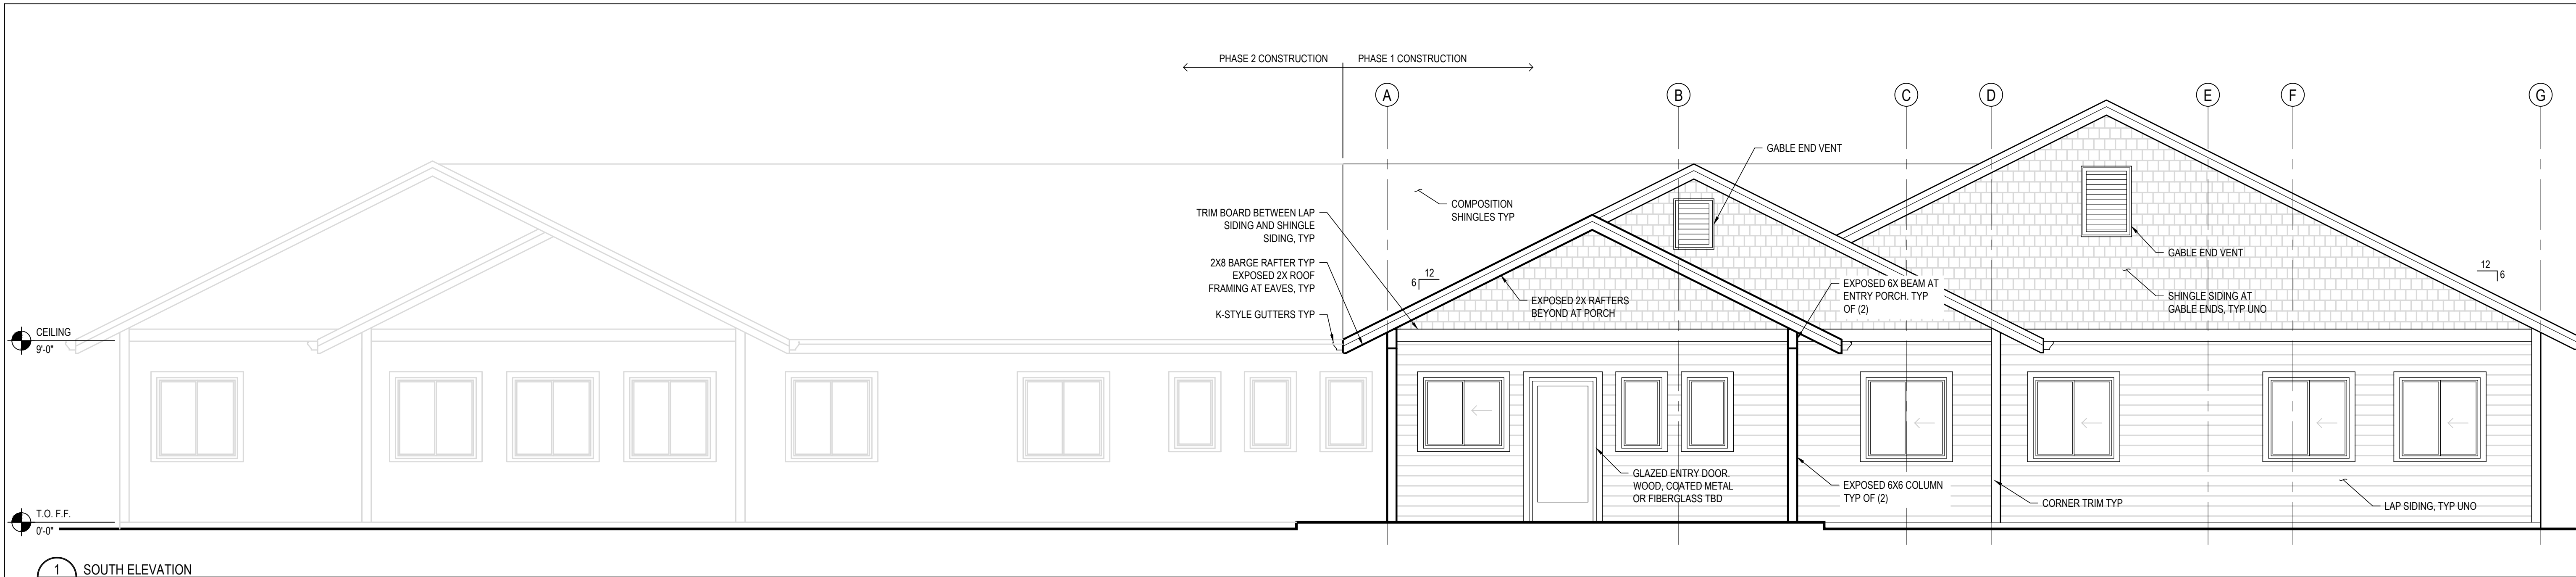 PHASE 2 CONSTRUCTION
PHASE 1 CONSTRUCTION
A
B
C
D
E
F
G
GABLE END VENT
COMPOSITION
SHINGLES TYP
TRIM BOARD BETWEEN LAP
SIDING AND SHINGLE
SIDING, TYP
2X8 BARGE RAFTER TYP
EXPOSED 2X ROOF
FRAMING AT EAVES, TYP
K-STYLE GUTTERS TYP
12
6
EXPOSED 2X RAFTERS
BEYOND AT PORCH
EXPOSED 6X BEAM AT
ENTRY PORCH. TYP
OF (2)
GABLE END VENT
SHINGLE SIDING AT
GABLE ENDS, TYP UNO
12
6
CEILING
9'-0"
GLAZED ENTRY DOOR.
WOOD, COATED METAL
OR FIBERGLASS TBD
EXPOSED 6X6 COLUMN
TYP OF (2)
CORNER TRIM TYP
LAP SIDING, TYP UNO
T.O. F.F.
0'-0"
1
SOUTH ELEVATION